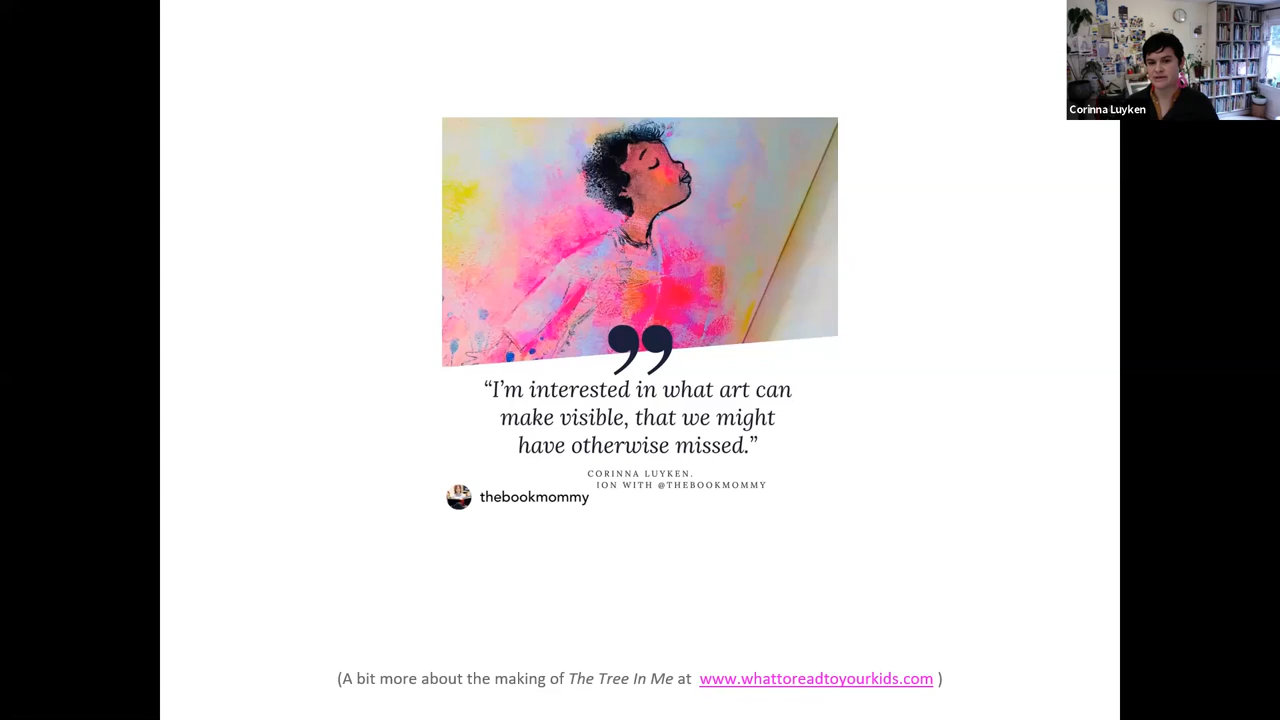 Corinna Luyken
“I’m interested in what art can
make visible, that we might
have otherwise missed.”
CORINNA LUYKEN.
ION WITH @THEBOOKMOMMY
thebookmommy
(A bit more about the making of The Tree In Me at www.whattoreadtoyourkids.com )